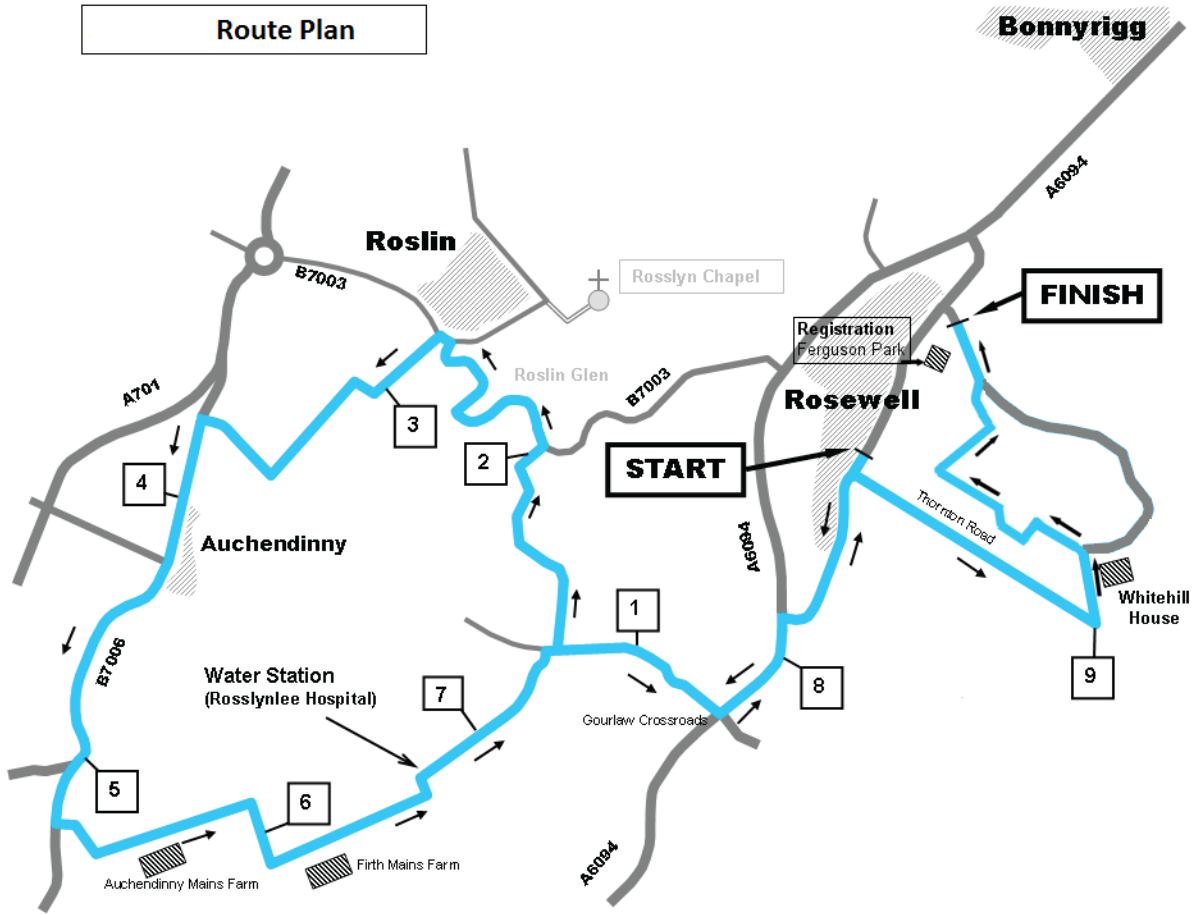 Route Plan
Bonnyrigg
A6094
Roslin
B7003
Rosslyn Chapel
FINISH
Registration
Ferguson Park
A701
Roslin Glen
B7003
3
Rosewell
2
START
4
Thornton Road
Auchendinny
A6094
Whitehill
House
1
B7006
Water Station
(Rosslynlee Hospital)
7
8
9
Gourlaw Crossroads
5
6
Firth Mains Farm
Auchendinny Mains Farm
A6094